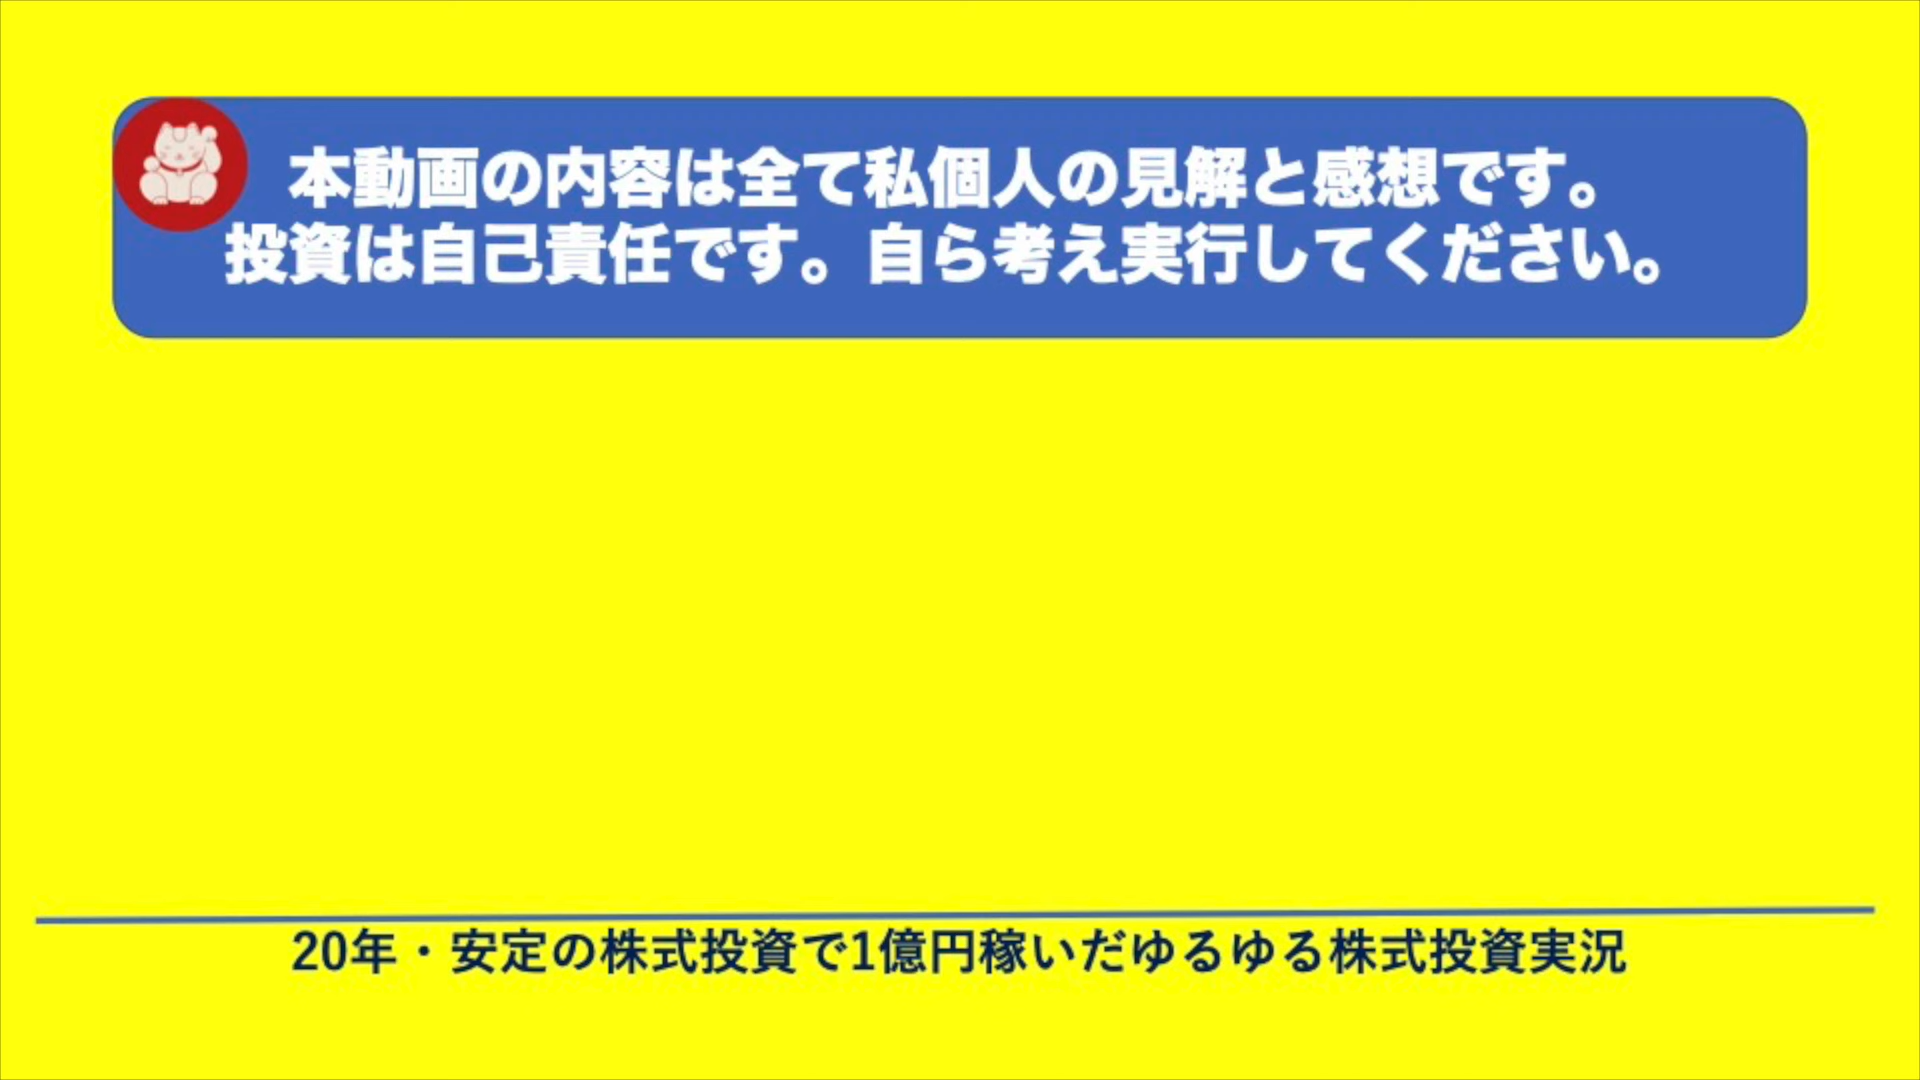 本動画の内容は全て私個人の見解と感想です。
投資は自己責任です。自ら考え実行してください。
20年・安定の株式投資で1億円稼いだゆるゆる株式投資実況